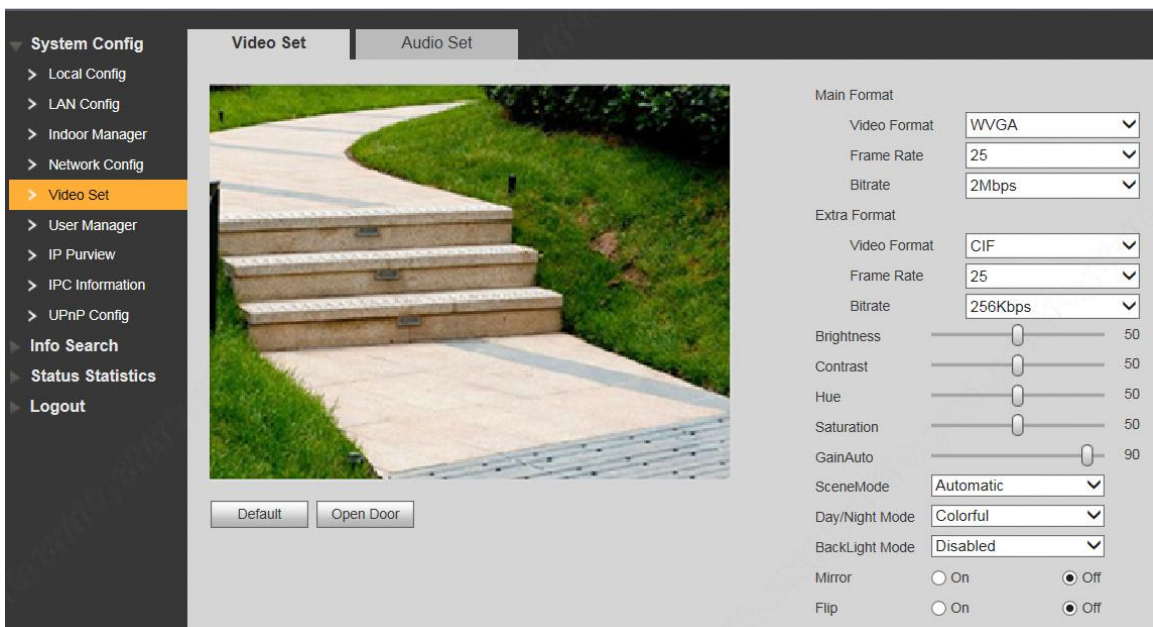 System Config
Local Config
LAN Config
Indoor Manager
Network Config
Video Set
User Manager
IP Purview
IPC Information
UPnP Config
Info Search
Status Statistics
Logout
Video Set Audio Set
Default Open Door
Main Format
Video Format WVGA
Frame Rate 25
Bitrate 2Mbps
Extra Format
Video Format CIF
Frame Rate 25
Bitrate 256Kbps
Brightness 50
Contrast 50
Hue 50
Saturation 50
GainAuto 90
SceneMode Automatic
Day/Night Mode Colorful
BackLight Mode Disabled
Mirror On Off
Flip On Off